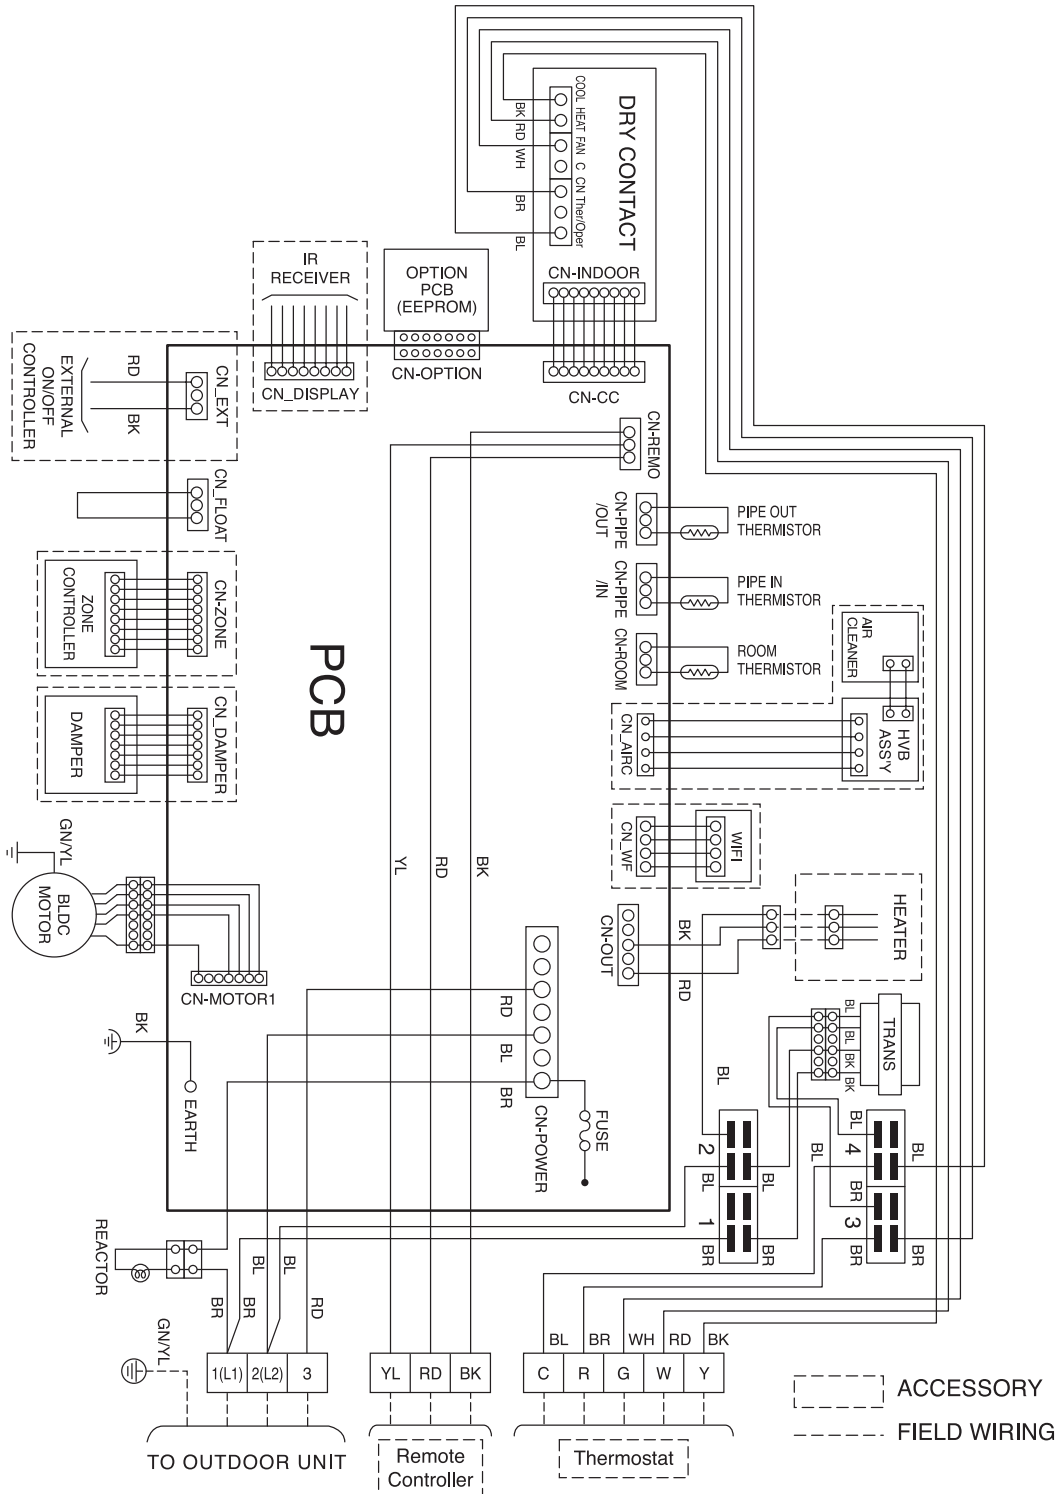 DRY CONTACT
COOL
HEAT
FAN
C
CN Ther/Oper
BK
RD
WH
BR
BL
CN-INDOOR
IR
RECEIVER
OPTION
PCB
(EEPROM)
CN-OPTION
CN_DISPLAY
CN-CC
EXTERNAL
ON/OFF
CONTROLLER
RD
BK
CN_EXT
CN-REMO
CN_FLOAT
CN-PIPE
/OUT
PIPE OUT
THERMISTOR
CN-PIPE
/IN
PIPE IN
THERMISTOR
CN-ROOM
ROOM
THERMISTOR
ZONE
CONTROLLER
CN-ZONE
AIR
CLEANER
HVB
ASS'Y
CN_AIRC
PCB
DAMPER
CN_DAMPER
CN_WF
WIFI
GN/YL
BLDC
MOTOR
YL
RD
BK
CN-OUT
BK
RD
HEATER
CN-MOTOR1
BK
EARTH
RD
BL
BR
CN-POWER
FUSE
BL
BL
BK
BK
TRANS
BL
2
1
BL
BL
BR
BR
BL
BL
4
3
BR
BL
BR
BR
REACTOR
BR
BR
BL
BL
RD
GN/YL
1(L1)
2(L2)
3
TO OUTDOOR UNIT
YL
RD
BK
Remote
Controller
BL
BR
WH
RD
BK
C
R
G
W
Y
Thermostat
ACCESSORY
FIELD WIRING